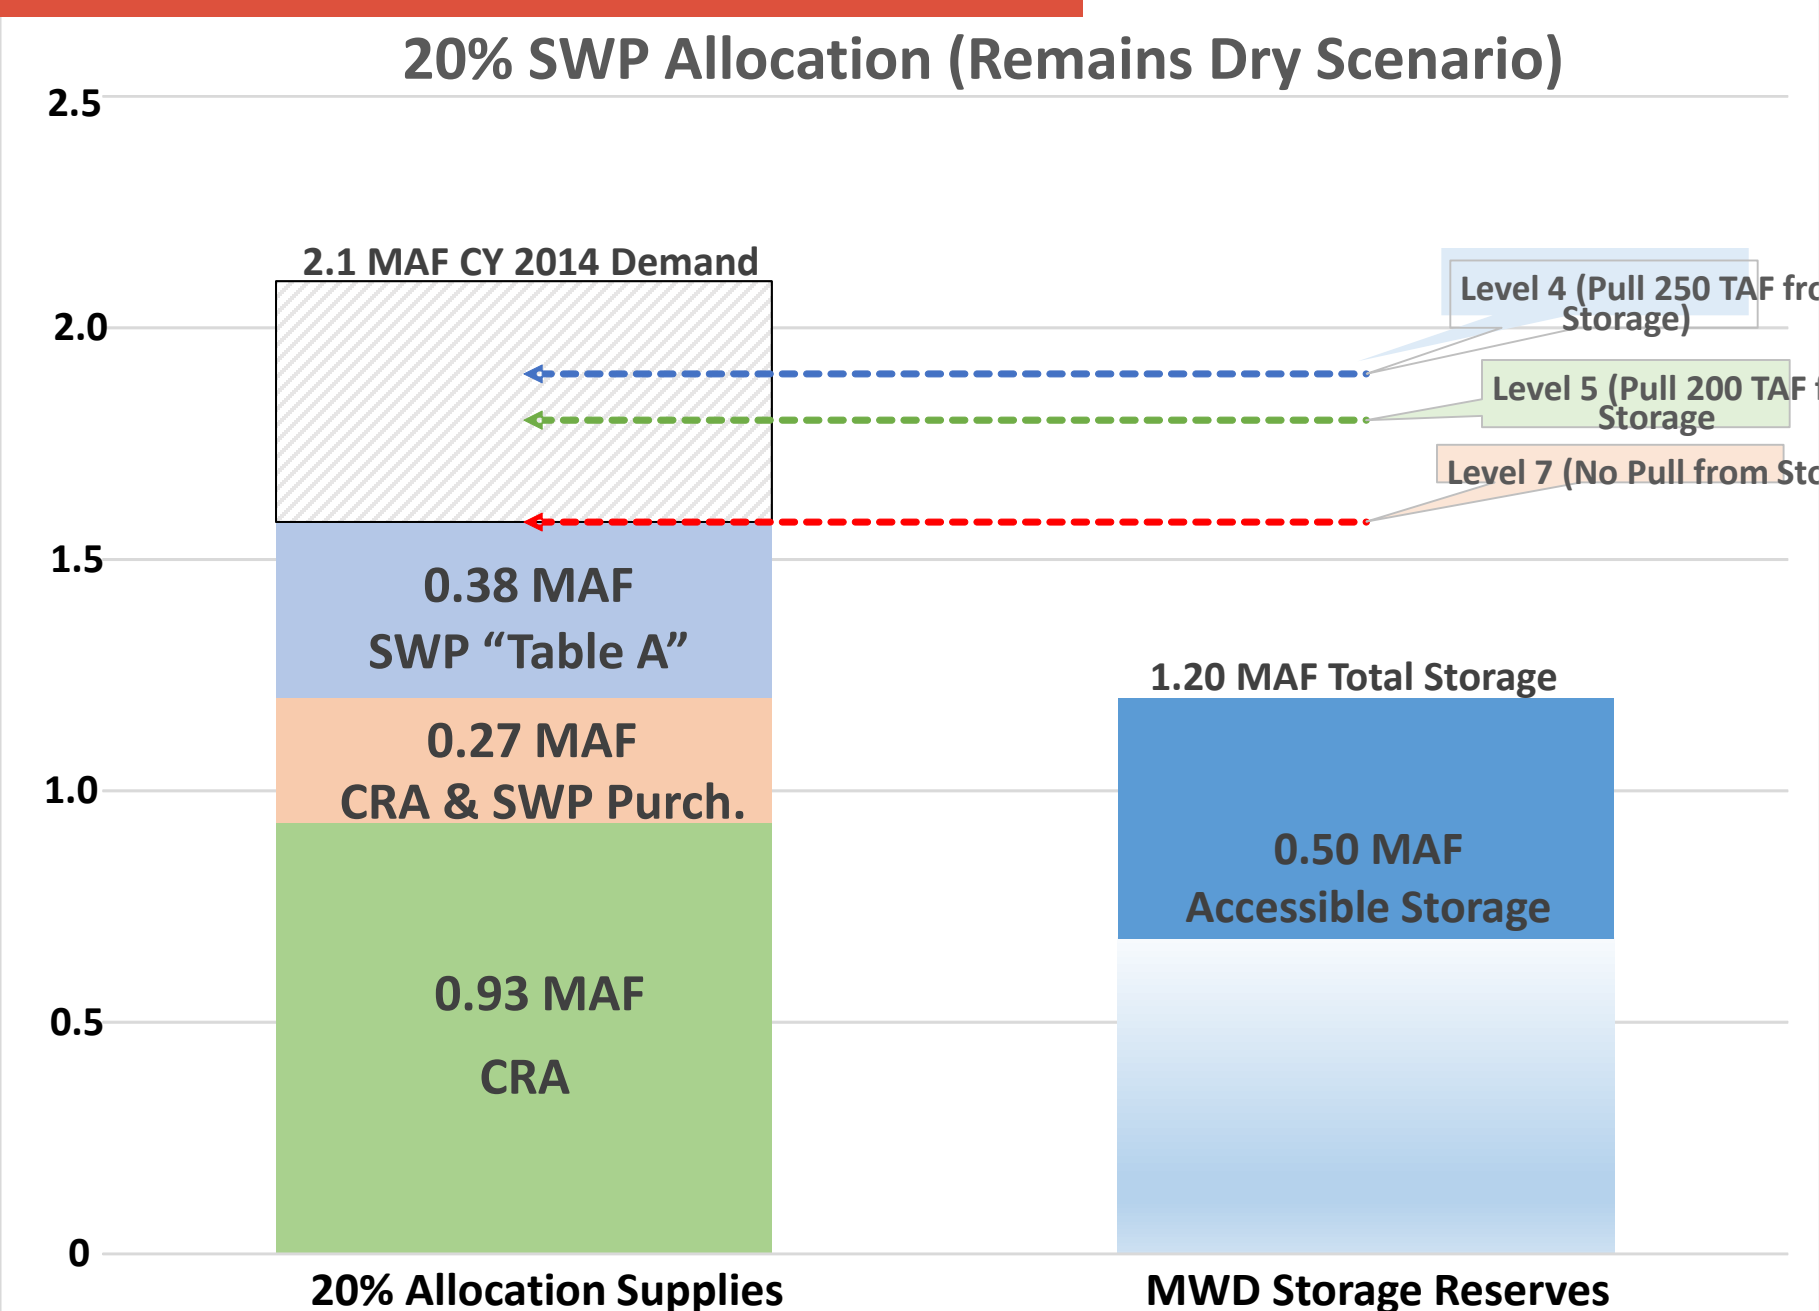 20% SWP Allocation (Remains Dry Scenario)
2.5
2.0
1.5
1.0
0.5
0
2.1 MAF CY 2014 Demand
0.38 MAF
SWP “Table A”
0.27 MAF
CRA & SWP Purch.
0.93 MAF
CRA
Level 4 (Pull 250 TAF
Storage)
Level 5 (Pull 200 TAF
Storage
Level 7 (No Pull from
1.20 MAF Total Storage
0.50 MAF
Accessible Storage
20% Allocation Supplies
MWD Storage Reserves